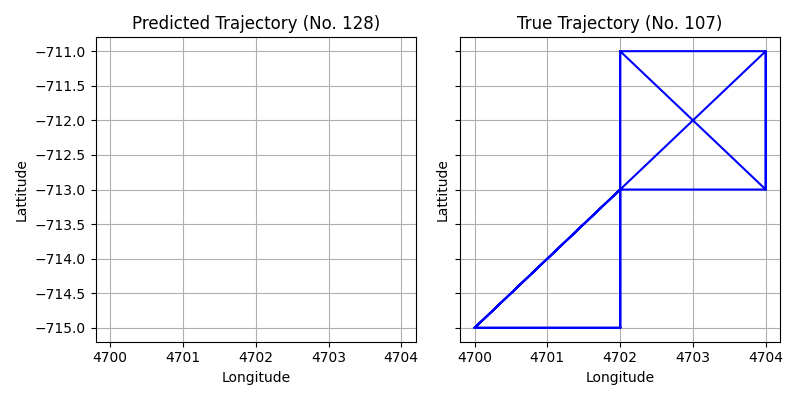 Predicted Trajectory (No. 128)
−711.0
−711.5
−712.0
−712.5
−713.0
−713.5
−714.0
−714.5
−715.0
Lattitude
4700 4701 4702 4703 4704
Longitude
True Trajectory (No. 107)
Lattitude
4700 4701 4702 4703 4704
Longitude